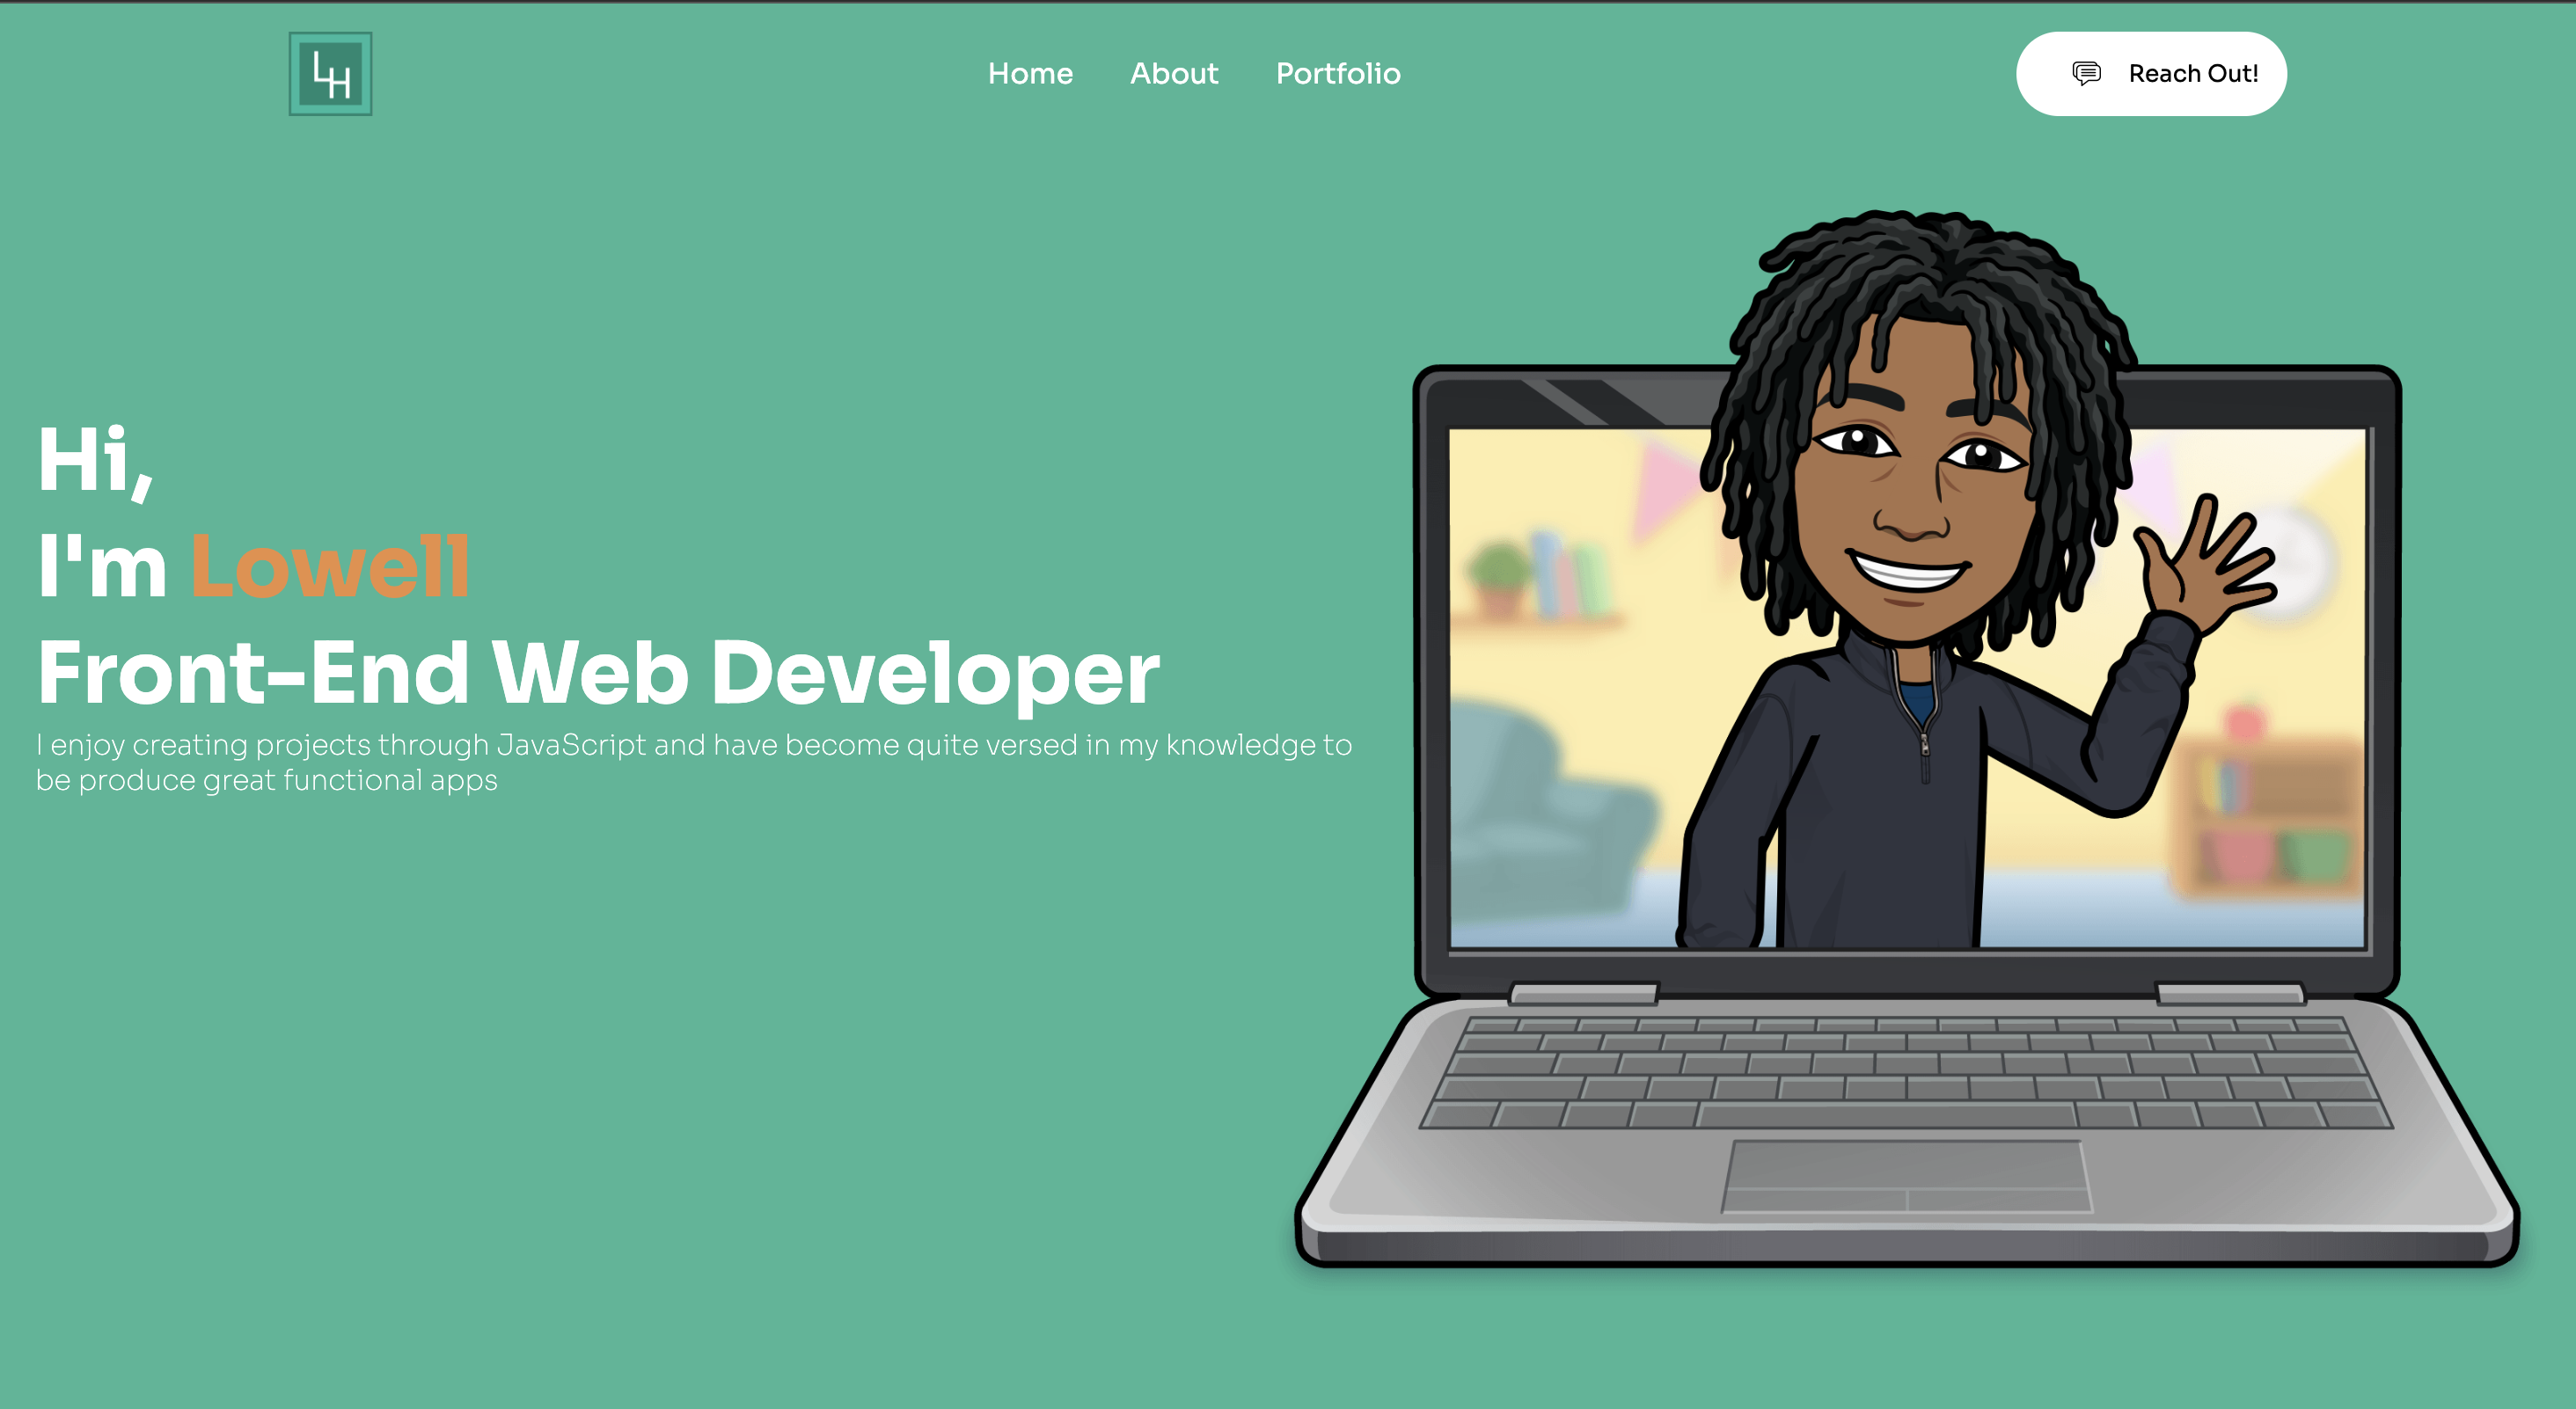 LH
Home About Portfolio
Reach Out!
Hi,
I'm Lowell
Front-End Web Developer
I enjoy creating projects through JavaScript and have become quite versed in my knowledge to
be produce great functional apps